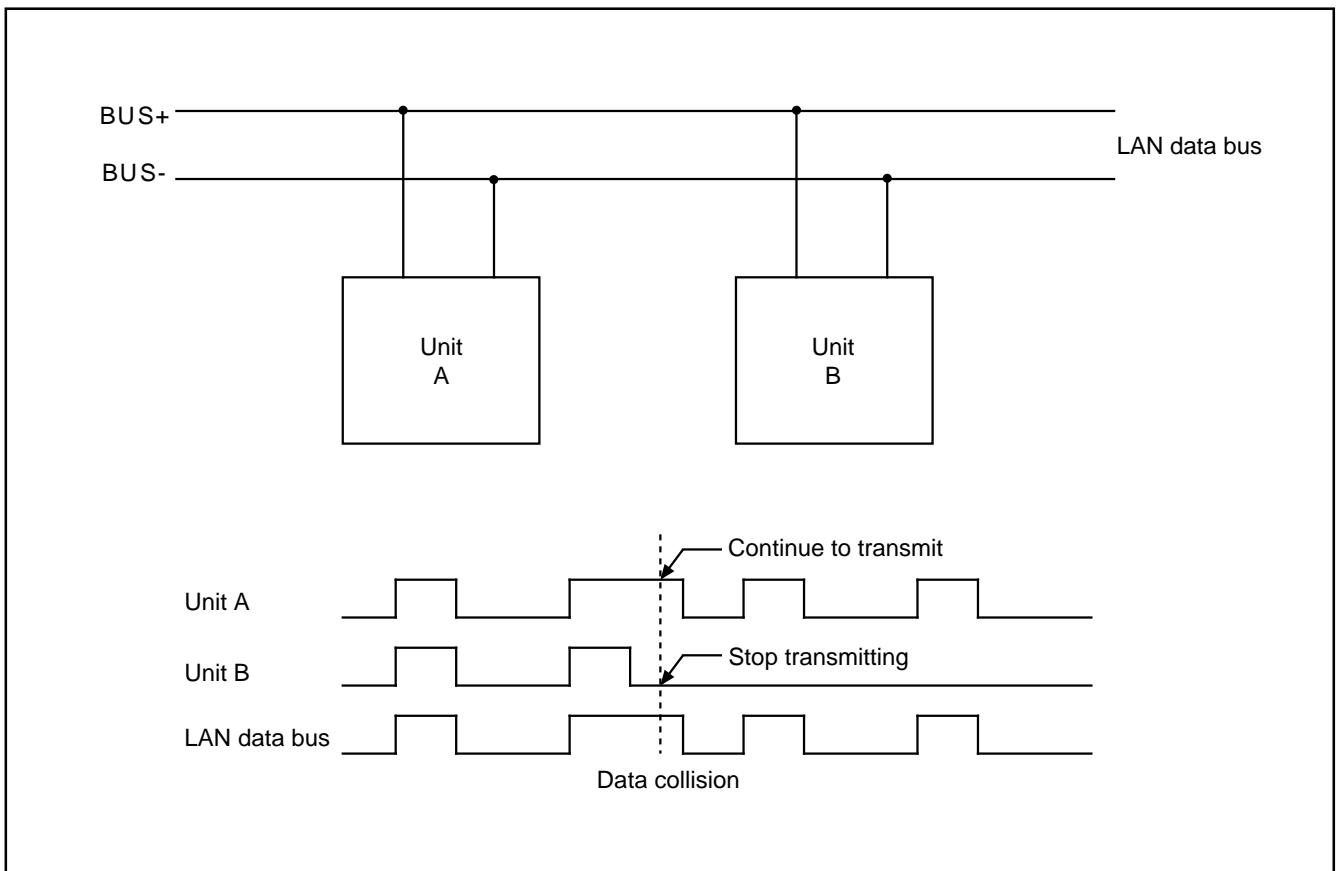 BUS+
BUS-
LAN data bus
Unit
A
Unit
B
Continue to transmit
Unit A
Stop transmitting
Unit B
LAN data bus
Data collision